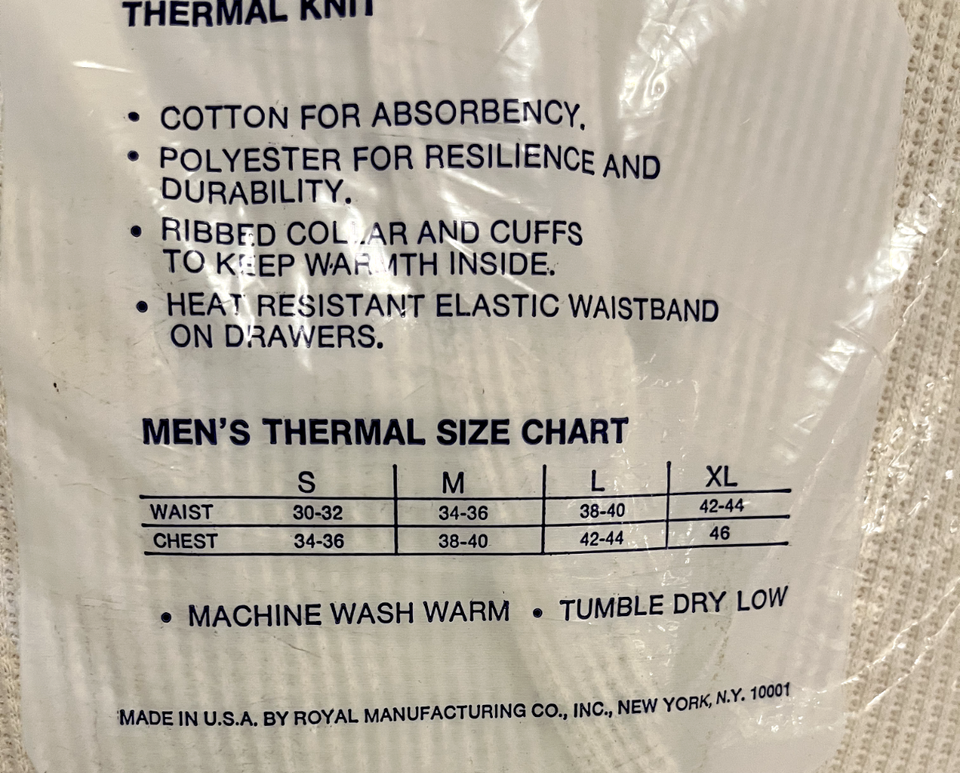 THERMAL KNIT
• COTTON FOR ABSORBENCY.
• POLYESTER FOR RESILIENCE AND
DURABILITY.
• RIBBED COLLAR AND CUFFS
TO KEEP WARMTH INSIDE.
• HEAT RESISTANT ELASTIC WAISTBAND
ON DRAWERS.
MEN'S THERMAL SIZE CHART
S M L XL
WAIST 30-32 34-36 38-40 42-44
CHEST 34-36 38-40 42-44 46
• MACHINE WASH WARM • TUMBLE DRY LOW
MADE IN U.S.A. BY ROYAL MANUFACTURING CO., INC., NEW YORK, N.Y. 10001